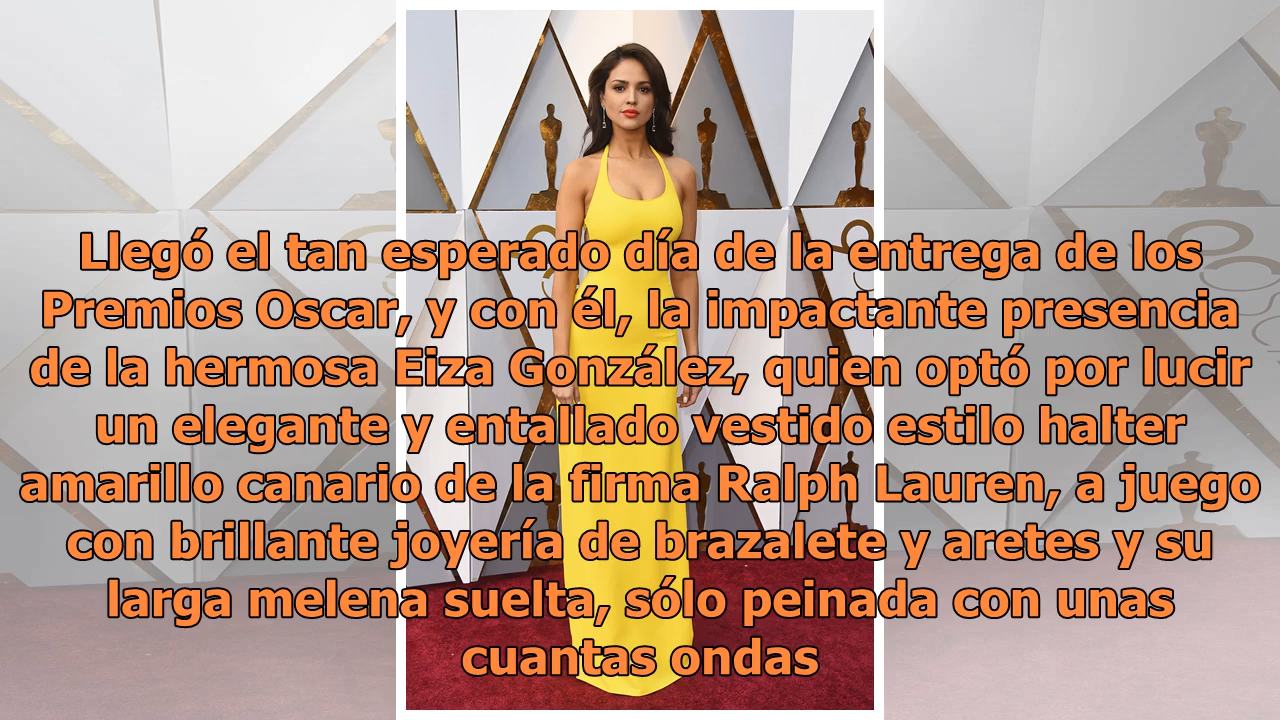 Llegó el tan esperado día de la entrega de los
Premios Oscar, y con él, la impactante presencia
de la hermosa Eiza González, quien optó por lucir
un elegante y entallado vestido estilo halter
amarillo canario de la firma Ralph Lauren, a juego
con brillante joyería de brazalete y aretes y su
larga melena suelta, sólo peinada con unas
cuantas ondas